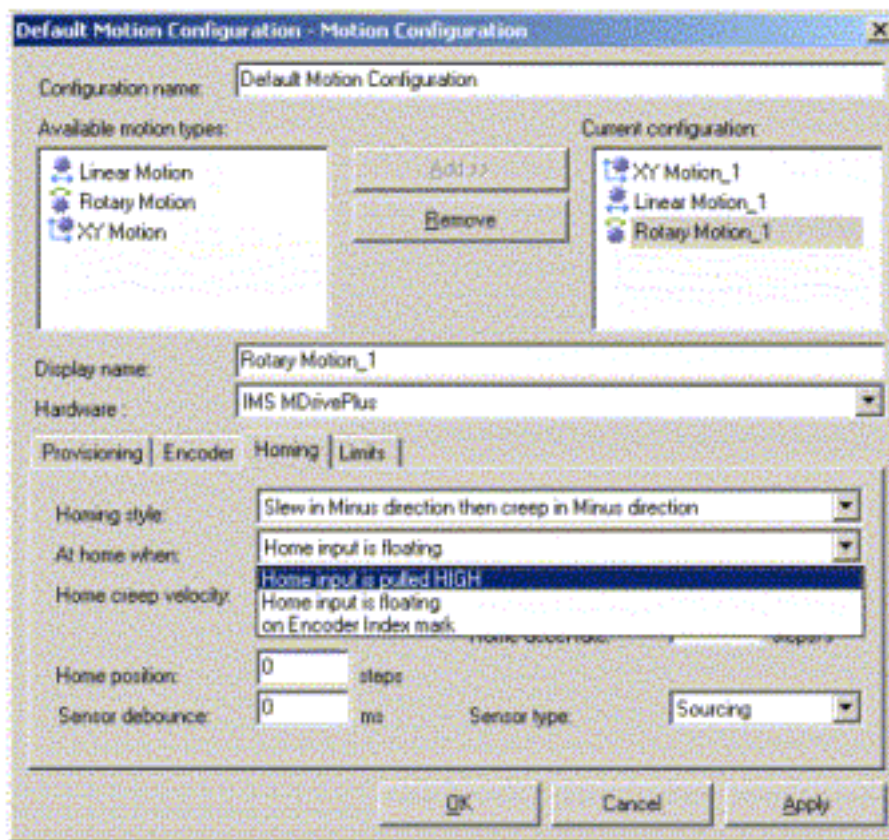 Default Motion Configuration - Motion Configuration
Configuration name: Default Motion Configuration
Available motion types:
Linear Motion
Rotary Motion
XY Motion
Add >>
Remove
Current configuration:
XY Motion_1
Linear Motion_1
Rotary Motion_1
Display name: Rotary Motion_1
Hardware : IMS MDrivePlus
Provisioning Encoder Homing Limits
Homing style: Slew in Minus direction then creep in Minus direction
At home when: Home input is floating
Home input is pulled HIGH
Home input is floating
on Encoder Index mark
Home creep velocity:
Home position: 0 steps
Sensor debounce: 0 ms
Sensor type: Sourcing
OK Cancel Apply